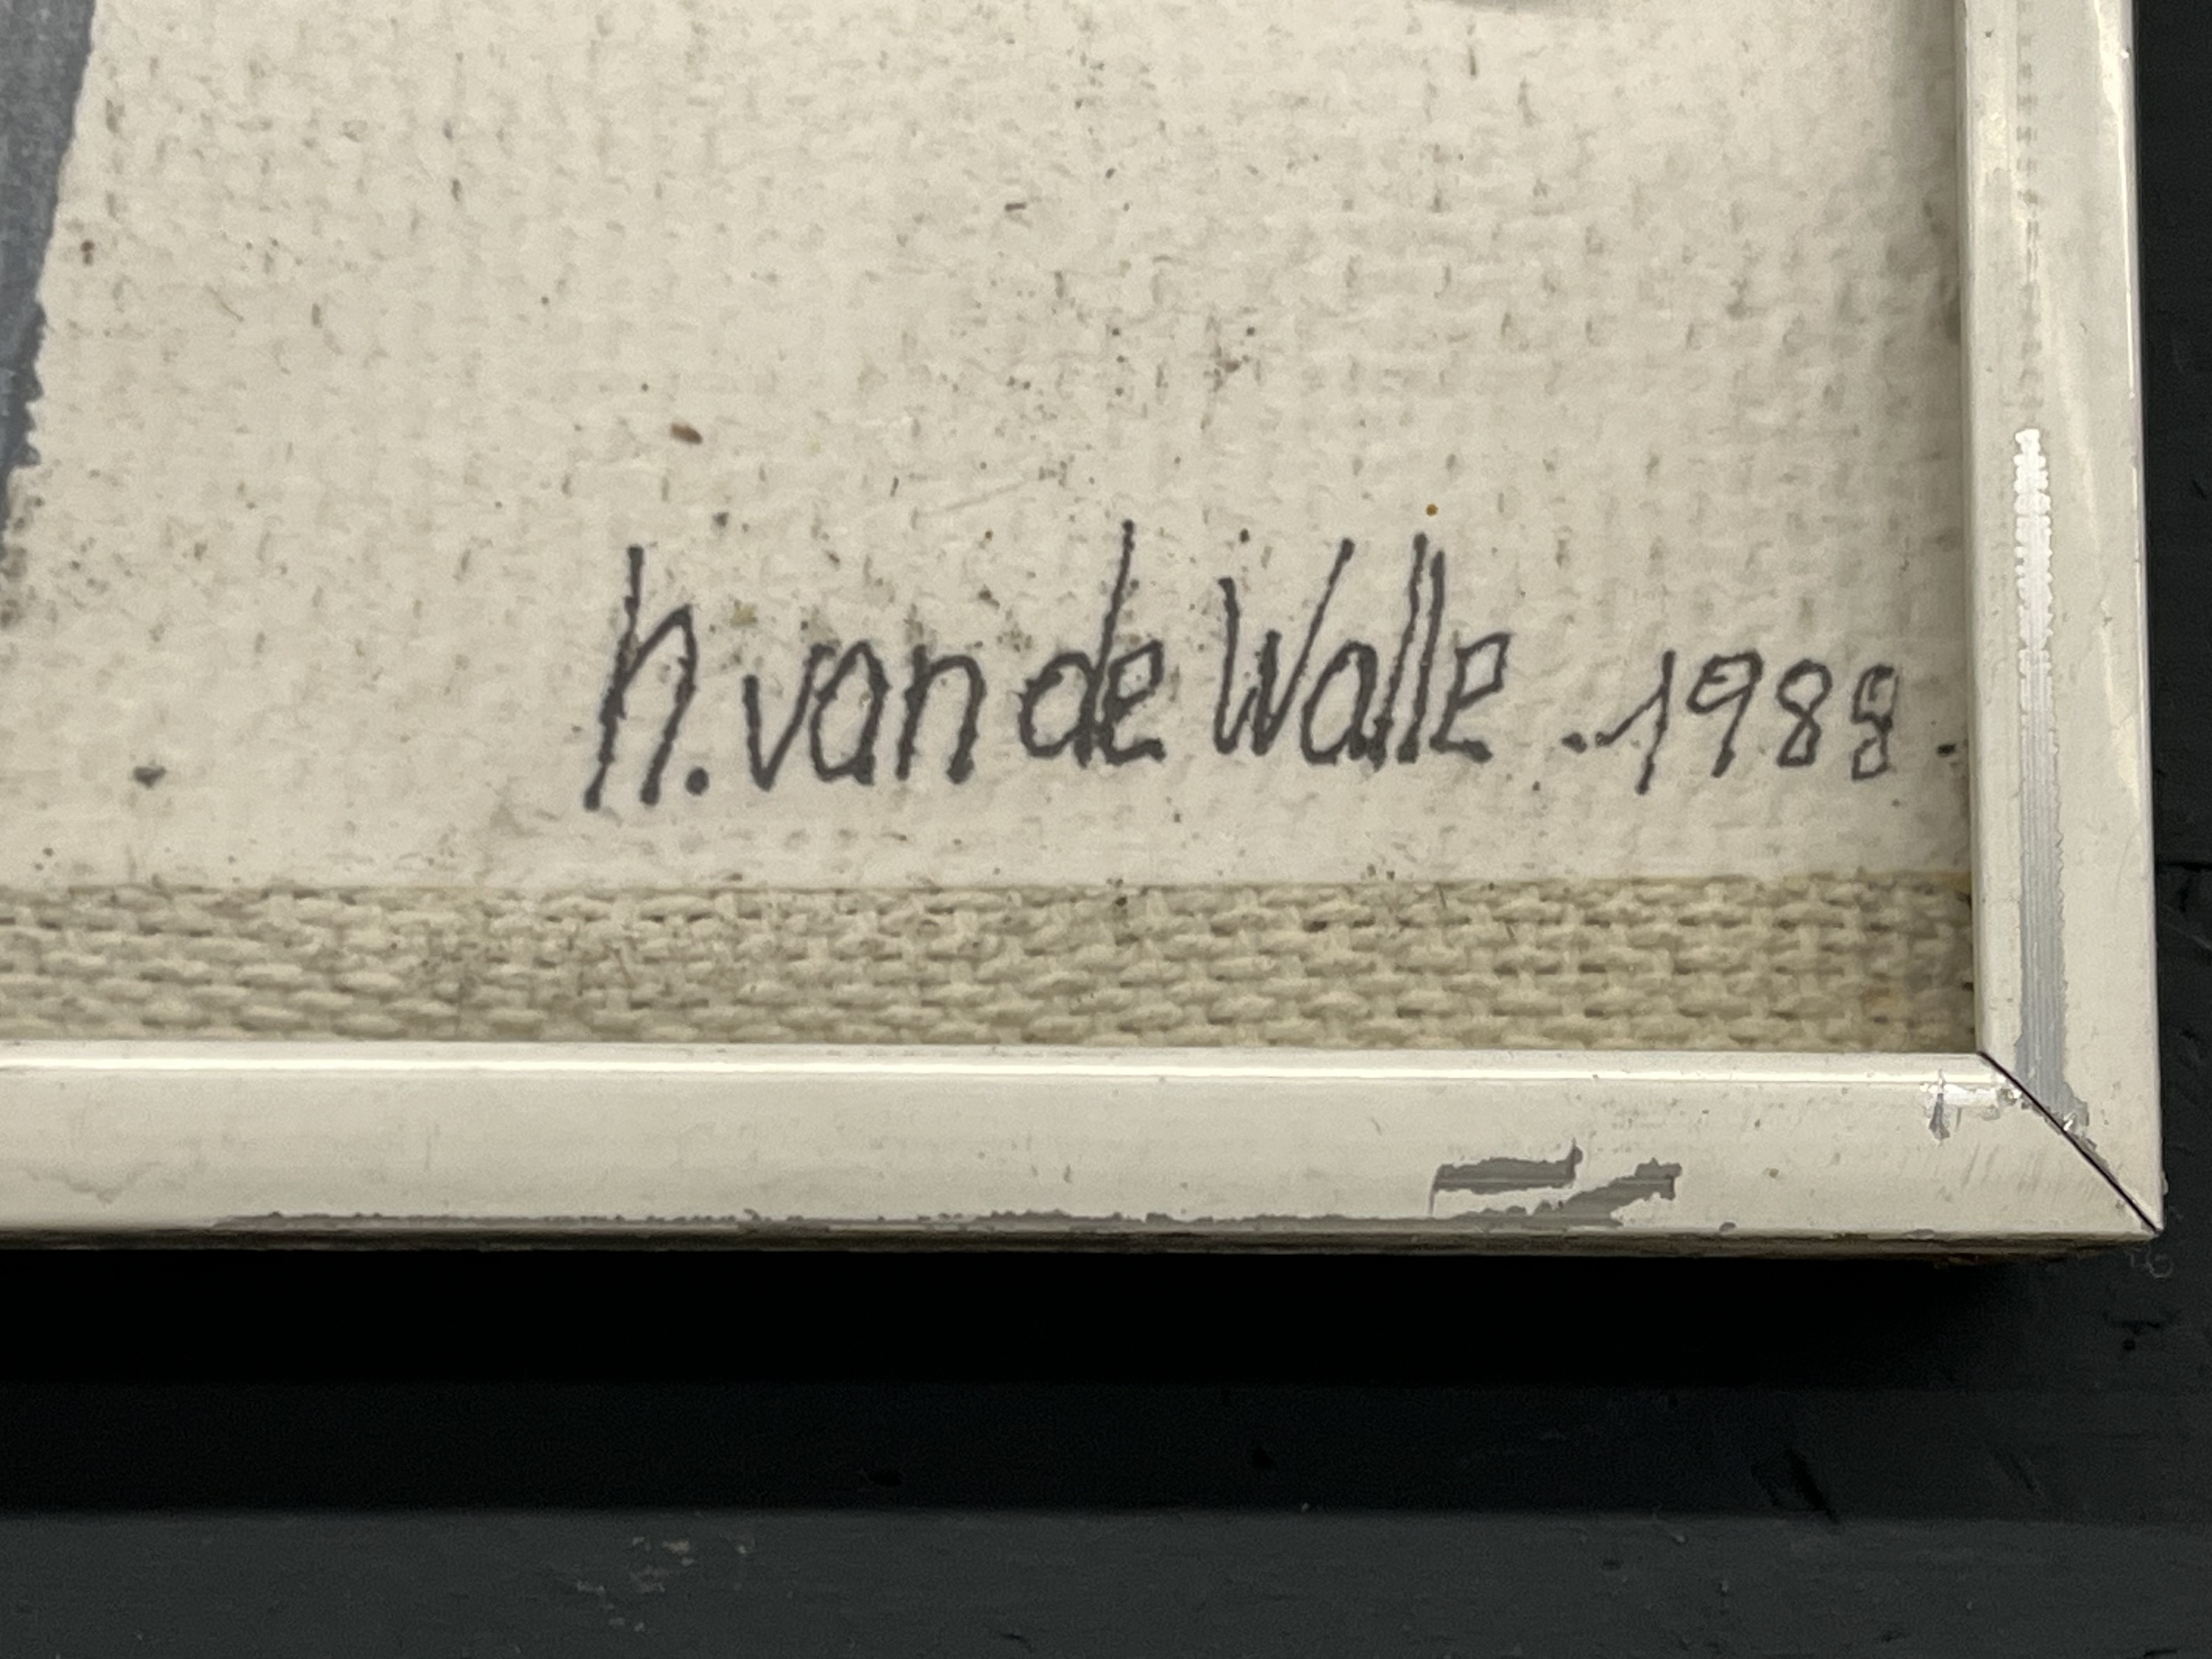 h. van de Walle - 1988.